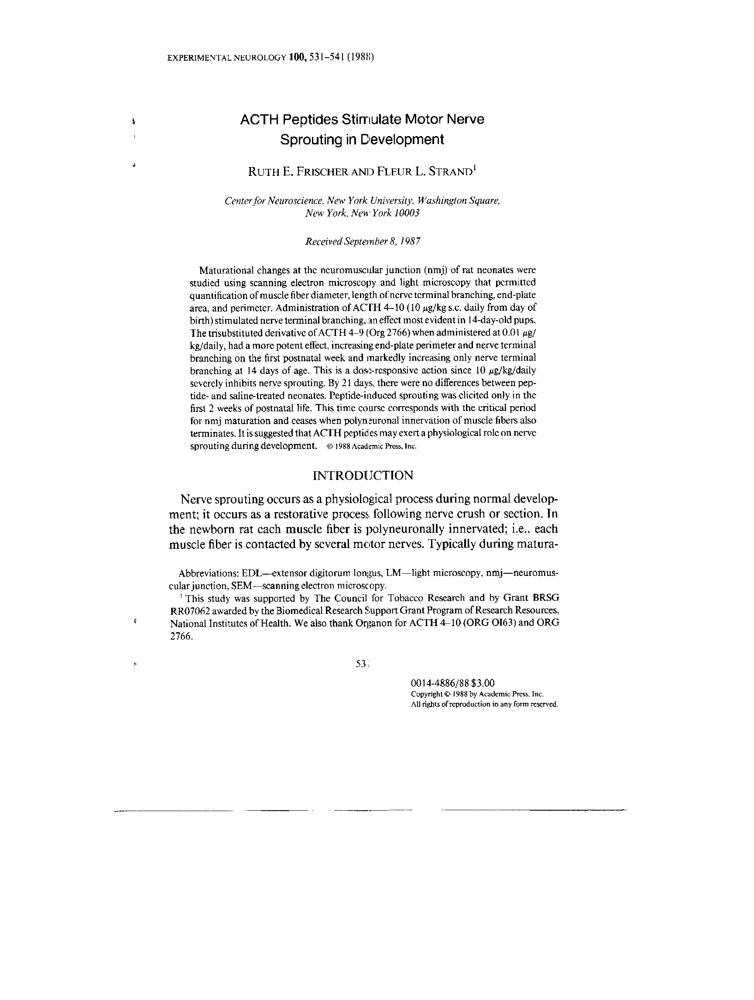 EXPERIMENTAL NEUROLOGY 100, 531–541 (1988)
ACTH Peptides Stimulate Motor Nerve
Sprouting in Development
RUTH E. FRISCHER AND FLEUR L. STRAND¹
Center for Neuroscience, New York University, Washington Square,
New York, New York 10003
Received September 8, 1987
Maturational changes at the neuromuscular junction (nmj) of rat neonates were
studied using scanning electron microscopy and light microscopy that permitted
quantification of muscle fiber diameter, length of nerve terminal branching, end-plate
area, and perimeter. Administration of ACTH 4–10 (10 μg/kg s.c. daily from day of
birth) stimulated nerve terminal branching, an effect most evident in 14-day-old pups.
The trisubstituted derivative of ACTH 4–9 (Org 2766) when administered at 0.01 μg/
kg/daily, had a more potent effect, increasing end-plate perimeter and nerve terminal
branching on the first postnatal week and markedly increasing only nerve terminal
branching at 14 days of age. This is a dose-responsive action since 10 μg/kg/daily
severely inhibits nerve sprouting. By 21 days, there were no differences between pep-
tide- and saline-treated neonates. Peptide-induced sprouting was elicited only in the
first 2 weeks of postnatal life. This time course corresponds with the critical period
for nmj maturation and ceases when polyneuronal innervation of muscle fibers also
terminates. It is suggested that ACTH peptides may exert a physiological role on nerve
sprouting during development. © 1988 Academic Press, Inc.
INTRODUCTION
Nerve sprouting occurs as a physiological process during normal develop-
ment; it occurs as a restorative process following nerve crush or section. In
the newborn rat each muscle fiber is polyneuronally innervated; i.e., each
muscle fiber is contacted by several motor nerves. Typically during matura-
Abbreviations: EDL—extensor digitorum longus, LM—light microscopy, nmj—neuromus-
cular junction, SEM—scanning electron microscopy.
¹ This study was supported by The Council for Tobacco Research and by Grant BRSG
RR07062 awarded by the Biomedical Research Support Grant Program of Research Resources,
National Institutes of Health. We also thank Organon for ACTH 4–10 (ORG OI63) and ORG
2766.
531
0014-4886/88 $3.00
Copyright © 1988 by Academic Press, Inc.
All rights of reproduction in any form reserved.